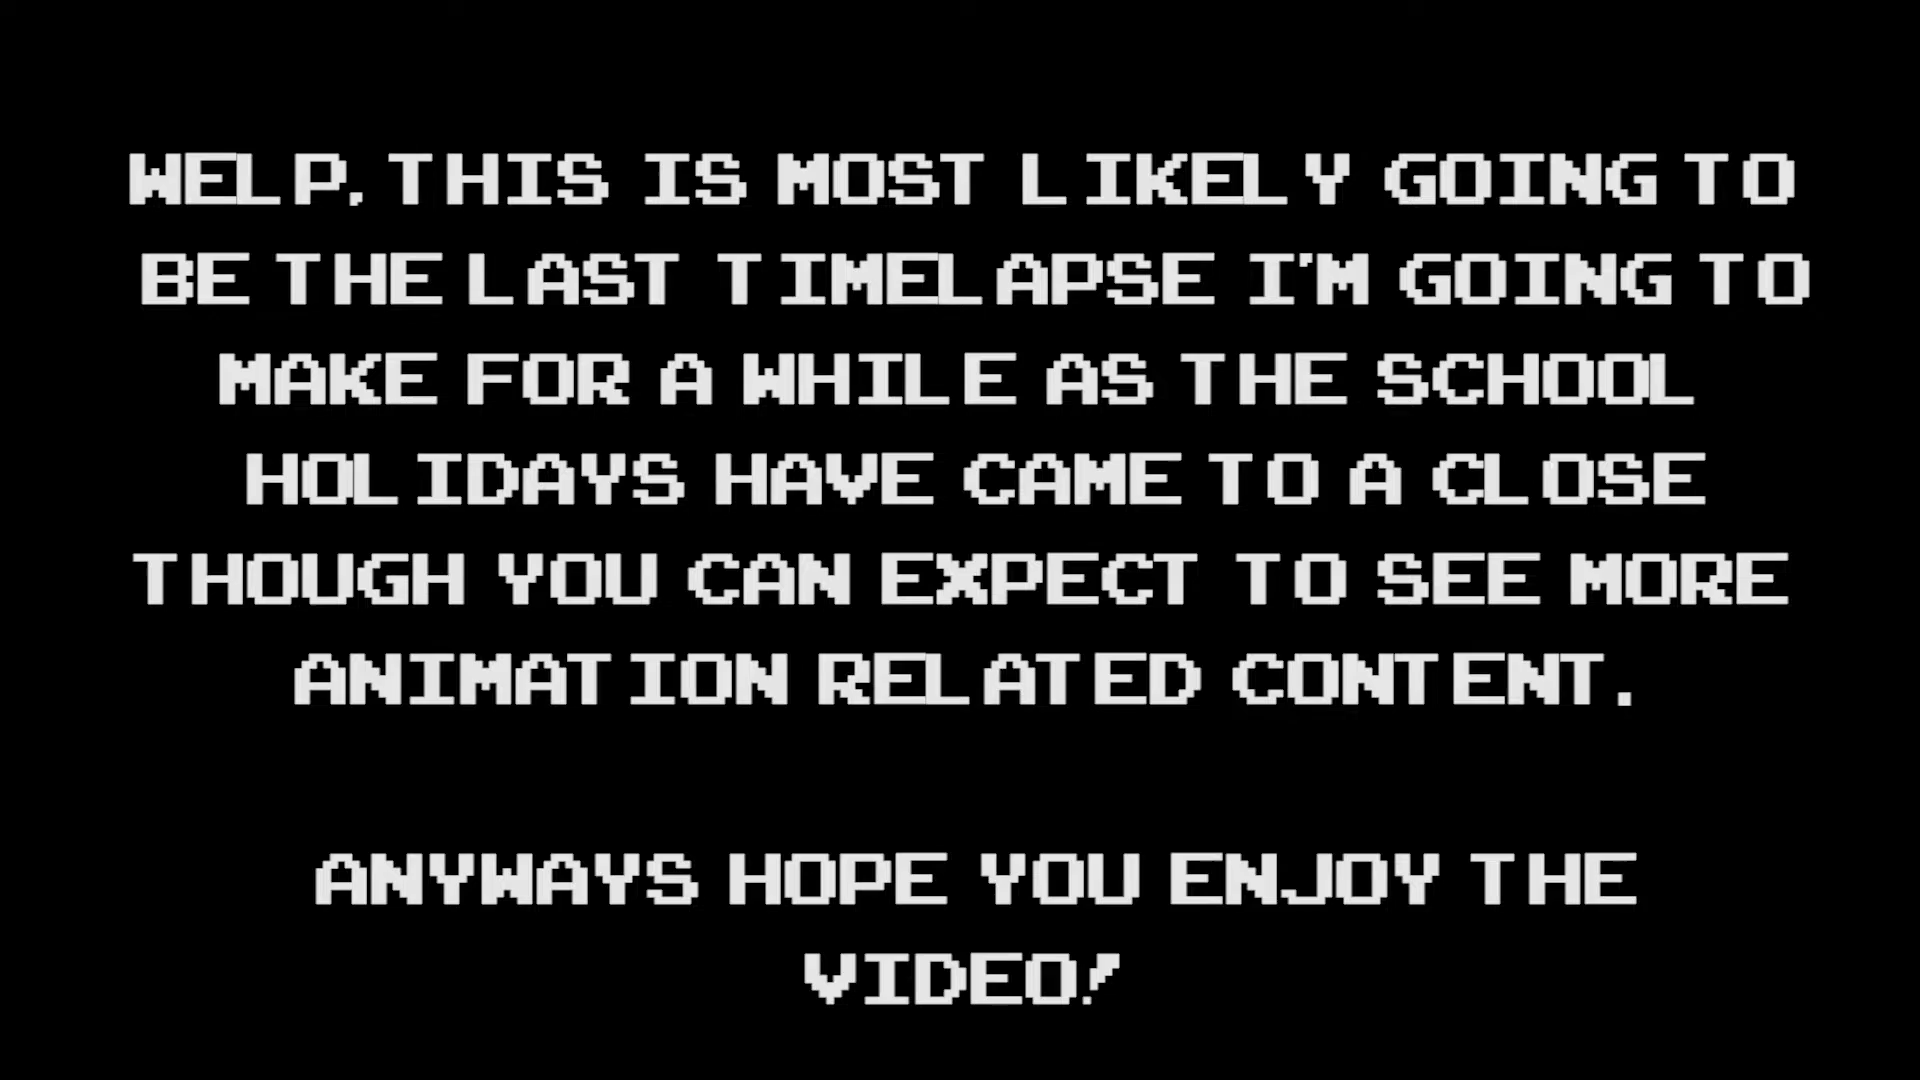 WELP, THIS IS MOST LIKELY GOING TO
BE THE LAST TIMELAPSE I'M GOING TO
MAKE FOR A WHILE AS THE SCHOOL
HOLIDAYS HAVE CAME TO A CLOSE
THOUGH YOU CAN EXPECT TO SEE MORE
ANIMATION RELATED CONTENT.
ANYWAYS HOPE YOU ENJOY THE
VIDEO!